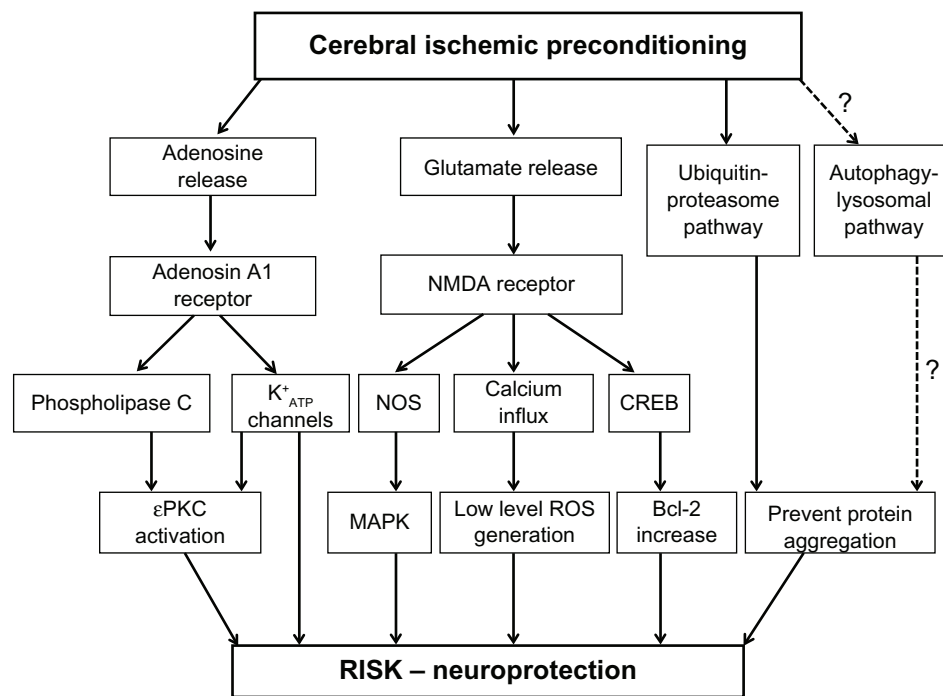 Cerebral ischemic preconditioning
?
Adenosine
release
Glutamate release
Ubiquitin-
proteasome
pathway
Autophagy-
lysosomal
pathway
Adenosin A1
receptor
NMDA receptor
Phospholipase C
K⁺ATP
channels
NOS
Calcium
influx
CREB
?
εPKC
activation
MAPK
Low level ROS
generation
Bcl-2
increase
Prevent protein
aggregation
RISK – neuroprotection